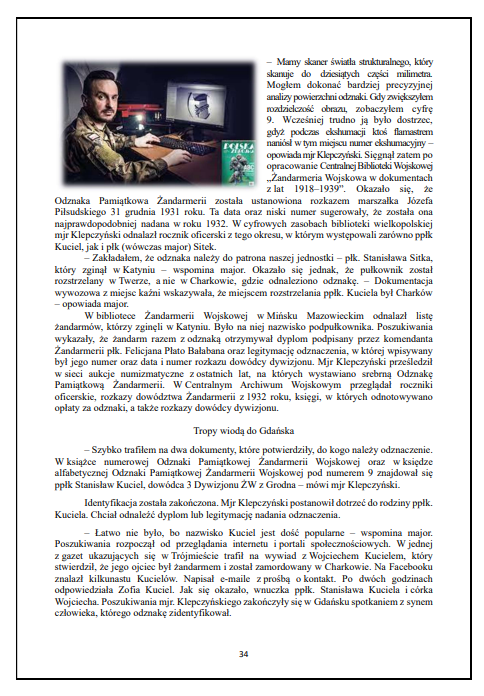 POLSKA
– Mamy skaner światła strukturalnego, który
skanuje do dziesiątych części milimetra.
Mogłem dokonać bardziej precyzyjnej
analizy powierzchni odznaki. Gdy zwiększyłem
rozdzielczość obrazu, zobaczyłem cyfrę
9. Wcześniej trudno ją było dostrzec,
gdyż podczas ekshumacji ktoś flamastrem
naniósł w tym miejscu numer ekshumacyjny –
opowiada mjr Klepczyński. Sięgnął zatem po
opracowanie Centralnej Biblioteki Wojskowej
„Żandarmeria Wojskowa w dokumentach
z lat 1918–1939”. Okazało się, że
Odznaka Pamiątkowa Żandarmerii została ustanowiona rozkazem marszałka Józefa
Piłsudskiego 31 grudnia 1931 roku. Ta data oraz niski numer sugerowały, że została ona
najprawdopodobniej nadana w roku 1932. W cyfrowych zasobach biblioteki wielkopolskiej
mjr Klepczyński odnalazł rocznik oficerski z tego okresu, w którym występowali zarówno ppłk
Kuciel, jak i płk (wówczas major) Sitek.
– Zakładałem, że odznaka należy do patrona naszej jednostki – płk. Stanisława Sitka,
który zginął w Katyniu – wspomina major. Okazało się jednak, że pułkownik został
rozstrzelany w Twerze, a nie w Charkowie, gdzie odnaleziono odznakę. – Dokumentacja
wywozowa z miejsc kaźni wskazywała, że miejscem rozstrzelania ppłk. Kuciela był Charków
– opowiada major.
W bibliotece Żandarmerii Wojskowej w Mińsku Mazowieckim odnalazł listę
żandarmów, którzy zginęli w Katyniu. Było na niej nazwisko podpułkownika. Poszukiwania
wykazały, że żandarm razem z odznaką otrzymywał dyplom podpisany przez komendanta
Żandarmerii płk. Felicjana Płato Bałabana oraz legitymację odznaczenia, w której wpisywany
był jego numer oraz data i numer rozkazu dowódcy dywizjonu. Mjr Klepczyński prześledził
w sieci aukcje numizmatyczne z ostatnich lat, na których wystawiano srebrną Odznakę
Pamiątkową Żandarmerii. W Centralnym Archiwum Wojskowym przeglądał roczniki
oficerskie, rozkazy dowództwa Żandarmerii z 1932 roku, księgi, w których odnotowywano
opłaty za odznaki, a także rozkazy dowódcy dywizjonu.
Tropy wiodą do Gdańska
– Szybko trafiłem na dwa dokumenty, które potwierdziły, do kogo należy odznaczenie.
W książce numerowej Odznaki Pamiątkowej Żandarmerii Wojskowej oraz w księdze
alfabetycznej Odznaki Pamiątkowej Żandarmerii Wojskowej pod numerem 9 znajdował się
ppłk Stanisław Kuciel, dowódca 3 Dywizjonu ŻW z Grodna – mówi mjr Klepczyński.
Identyfikacja została zakończona. Mjr Klepczyński postanowił dotrzeć do rodziny ppłk.
Kuciela. Chciał odnaleźć dyplom lub legitymację nadania odznaczenia.
– Łatwo nie było, bo nazwisko Kuciel jest dość popularne – wspomina major.
Poszukiwania rozpoczął od przeglądania internetu i portali społecznościowych. W jednej
z gazet ukazujących się w Trójmieście trafił na wywiad z Wojciechem Kucielem, który
stwierdził, że jego ojciec był żandarmem i został zamordowany w Charkowie. Na Facebooku
znalazł kilkunastu Kucielów. Napisał e-maile z prośbą o kontakt. Po dwóch godzinach
odpowiedziała Zofia Kuciel. Jak się okazało, wnuczka ppłk. Stanisława Kuciela i córka
Wojciecha. Poszukiwania mjr. Klepczyńskiego zakończyły się w Gdańsku spotkaniem z synem
człowieka, którego odznakę zidentyfikował.
34